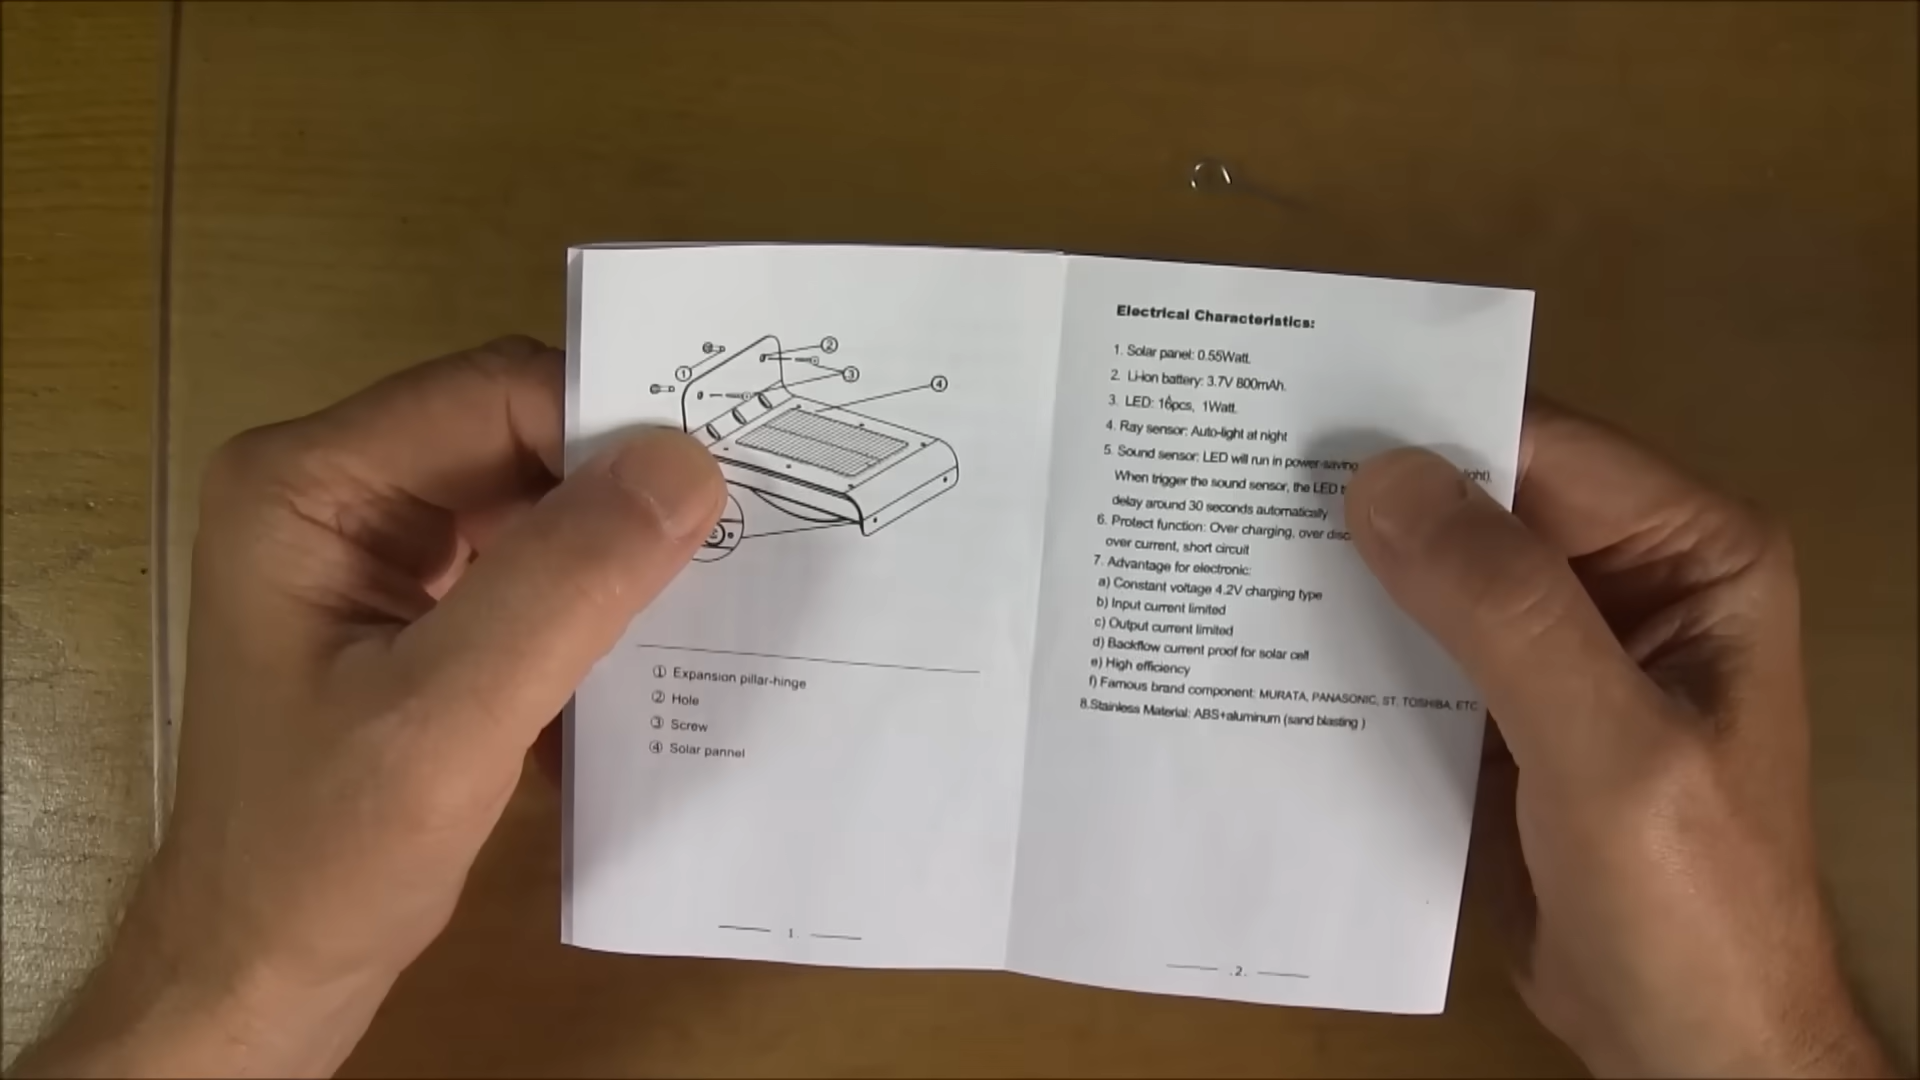 ②
①
③
④
① Expansion pillar-hinge
② Hole
③ Screw
④ Solar pannel
1.
Electrical Characteristics:
1. Solar panel: 0.55Watt.
2. Li-ion battery: 3.7V 800mAh.
3. LED: 16pcs, 1Watt.
4. Ray sensor: Auto-light at night
5. Sound sensor: LED will run in power-saving light).
When trigger the sound sensor, the LED
delay around 30 seconds automatically
6. Protect function: Over charging, over
over current, short circuit
7. Advantage for electronic:
a) Constant voltage 4.2V charging type
b) Input current limited
c) Output current limited
d) Backflow current proof for solar cell
e) High efficiency
f) Famous brand component: MURATA, PANASONIC, ST. TOSHIBA, ETC
8.Stainless Material: ABS+aluminum (sand blasting )
.2.